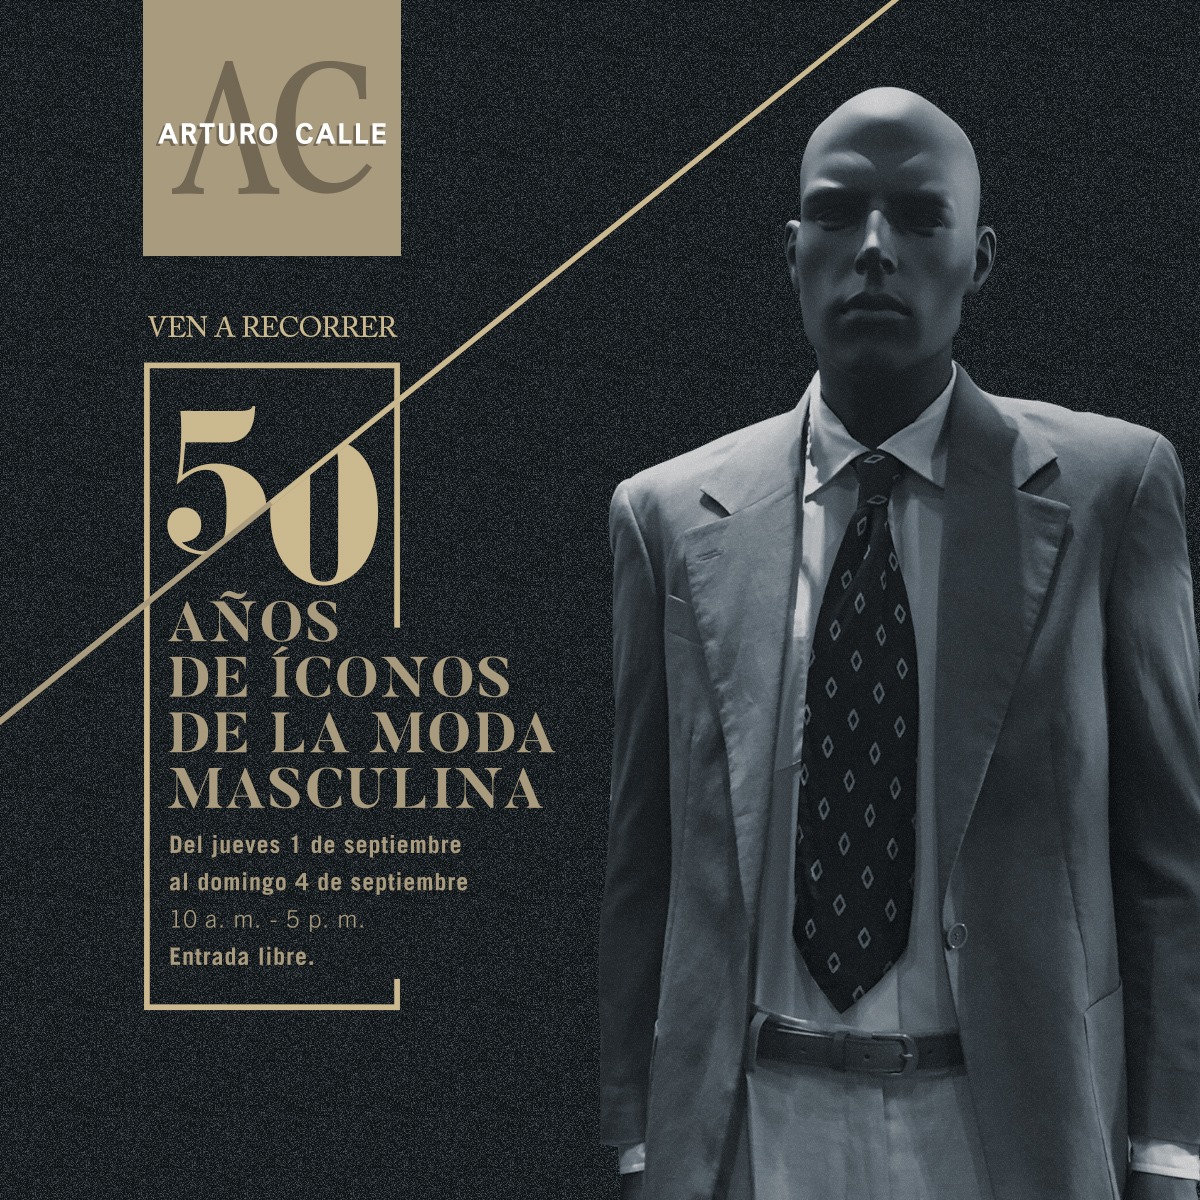 AC
ARTURO CALLE
VEN A RECORRER
50
AÑOS
DE ÍCONOS
DE LA MODA
MASCULINA
Del jueves 1 de septiembre
al domingo 4 de septiembre
10 a. m. - 5 p. m.
Entrada libre.